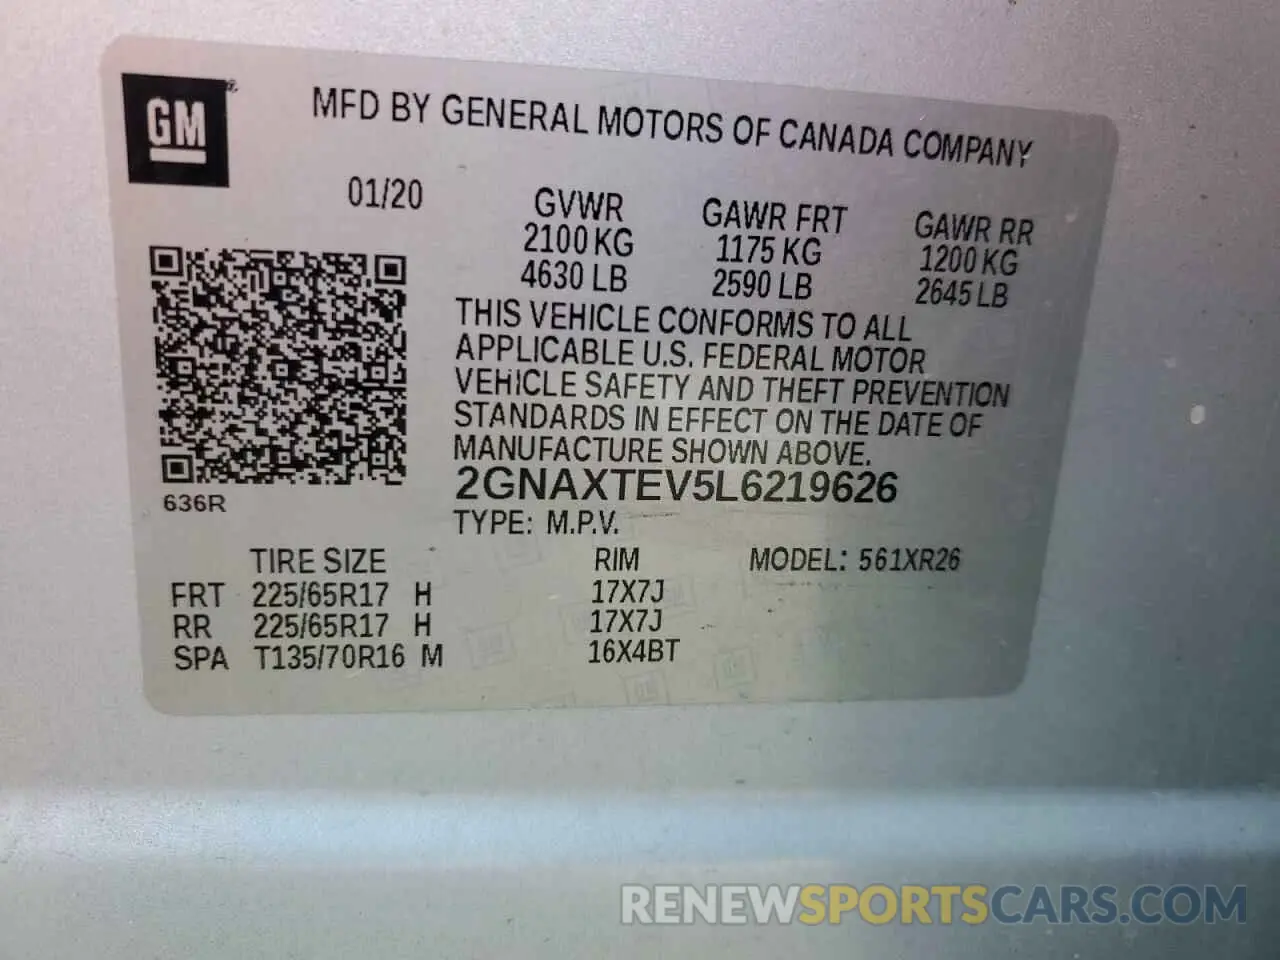 GM
MFD BY GENERAL MOTORS OF CANADA COMPANY
01/20
GVWR GAWR FRT GAWR RR
2100 KG 1175 KG 1200 KG
4630 LB 2590 LB 2645 LB
THIS VEHICLE CONFORMS TO ALL
APPLICABLE U.S. FEDERAL MOTOR
VEHICLE SAFETY AND THEFT PREVENTION
STANDARDS IN EFFECT ON THE DATE OF
MANUFACTURE SHOWN ABOVE.
2GNAXTEV5L6219626
636R
TYPE: M.P.V.
TIRE SIZE RIM MODEL: 561XR26
FRT 225/65R17 H 17X7J
RR 225/65R17 H 17X7J
SPA T135/70R16 M 16X4BT
RENEWSPORTSCARS.COM